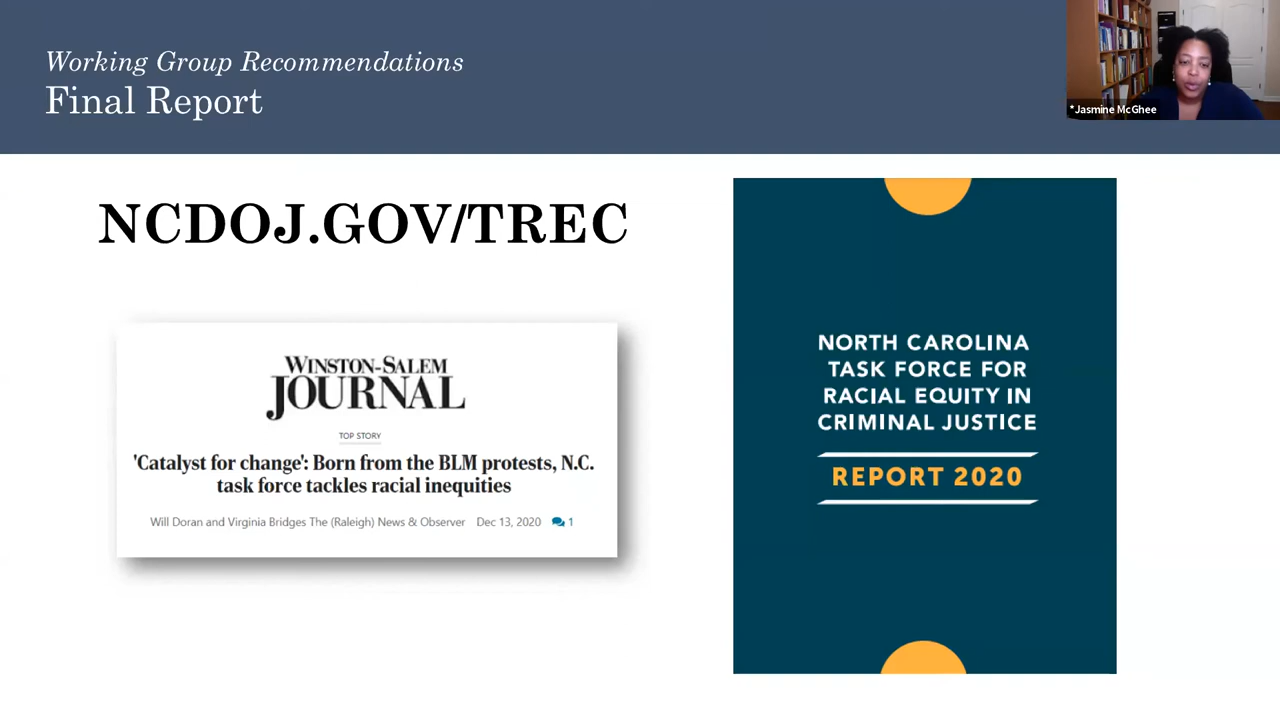 Working Group Recommendations
Final Report
*Jasmine McGhee
NCDOJ.GOV/TREC
WINSTON-SALEM
JOURNAL
TOP STORY
'Catalyst for change': Born from the BLM protests, N.C.
task force tackles racial inequities
Will Doran and Virginia Bridges The (Raleigh) News & Observer Dec 13, 2020 1
NORTH CAROLINA
TASK FORCE FOR
RACIAL EQUITY IN
CRIMINAL JUSTICE
REPORT 2020